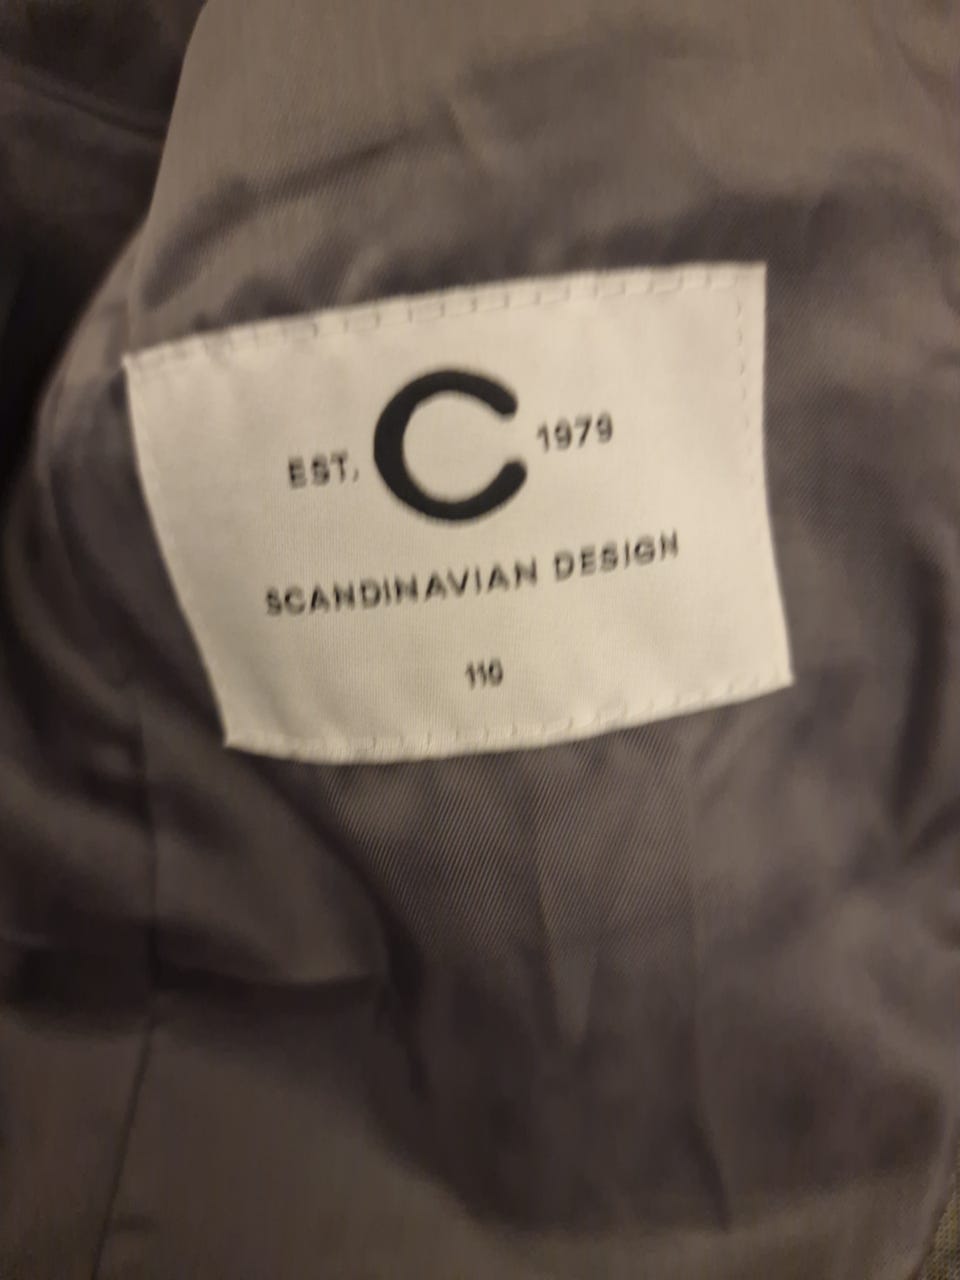 EST. C 1979
SCANDINAVIAN DESIGN
110